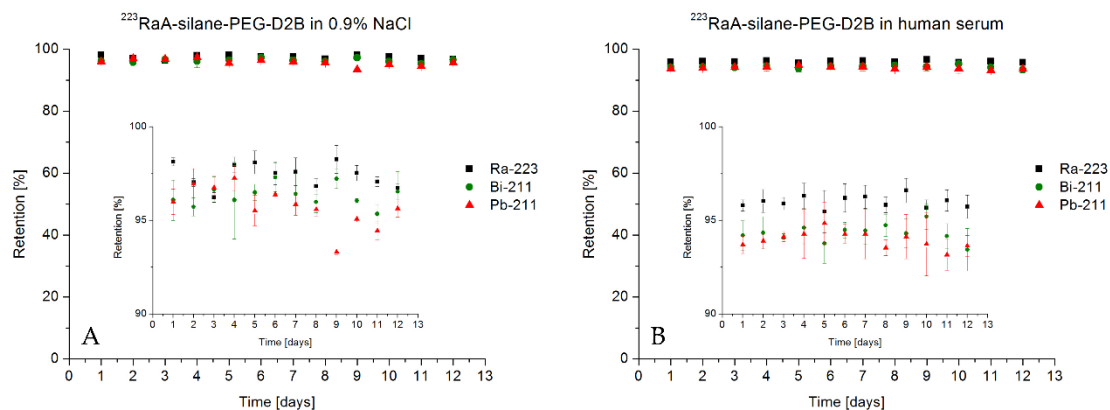 ²²³RaA-silane-PEG-D2B in 0.9% NaCl
100
80
60
40
20
0
Retention [%]
100
95
90
Retention [%]
0 1 2 3 4 5 6 7 8 9 10 11 12 13
Time [days]
Ra-223
Bi-211
Pb-211
A
0 1 2 3 4 5 6 7 8 9 10 11 12 13
Time [days]
²²³RaA-silane-PEG-D2B in human serum
100
80
60
40
20
0
Retention [%]
100
95
90
Retention [%]
0 1 2 3 4 5 6 7 8 9 10 11 12 13
Time [days]
Ra-223
Bi-211
Pb-211
B
0 1 2 3 4 5 6 7 8 9 10 11 12 13
Time [days]